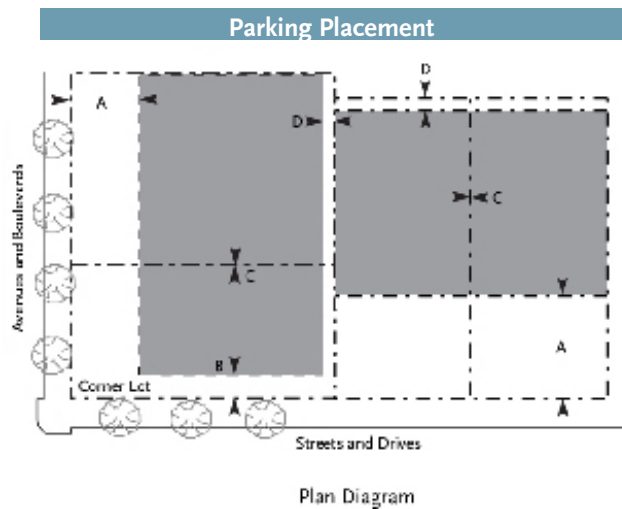 Parking Placement
D
A
D
C
Avenues and Boulevards
C
B
A
Corner Lot
Streets and Drives
Plan Diagram